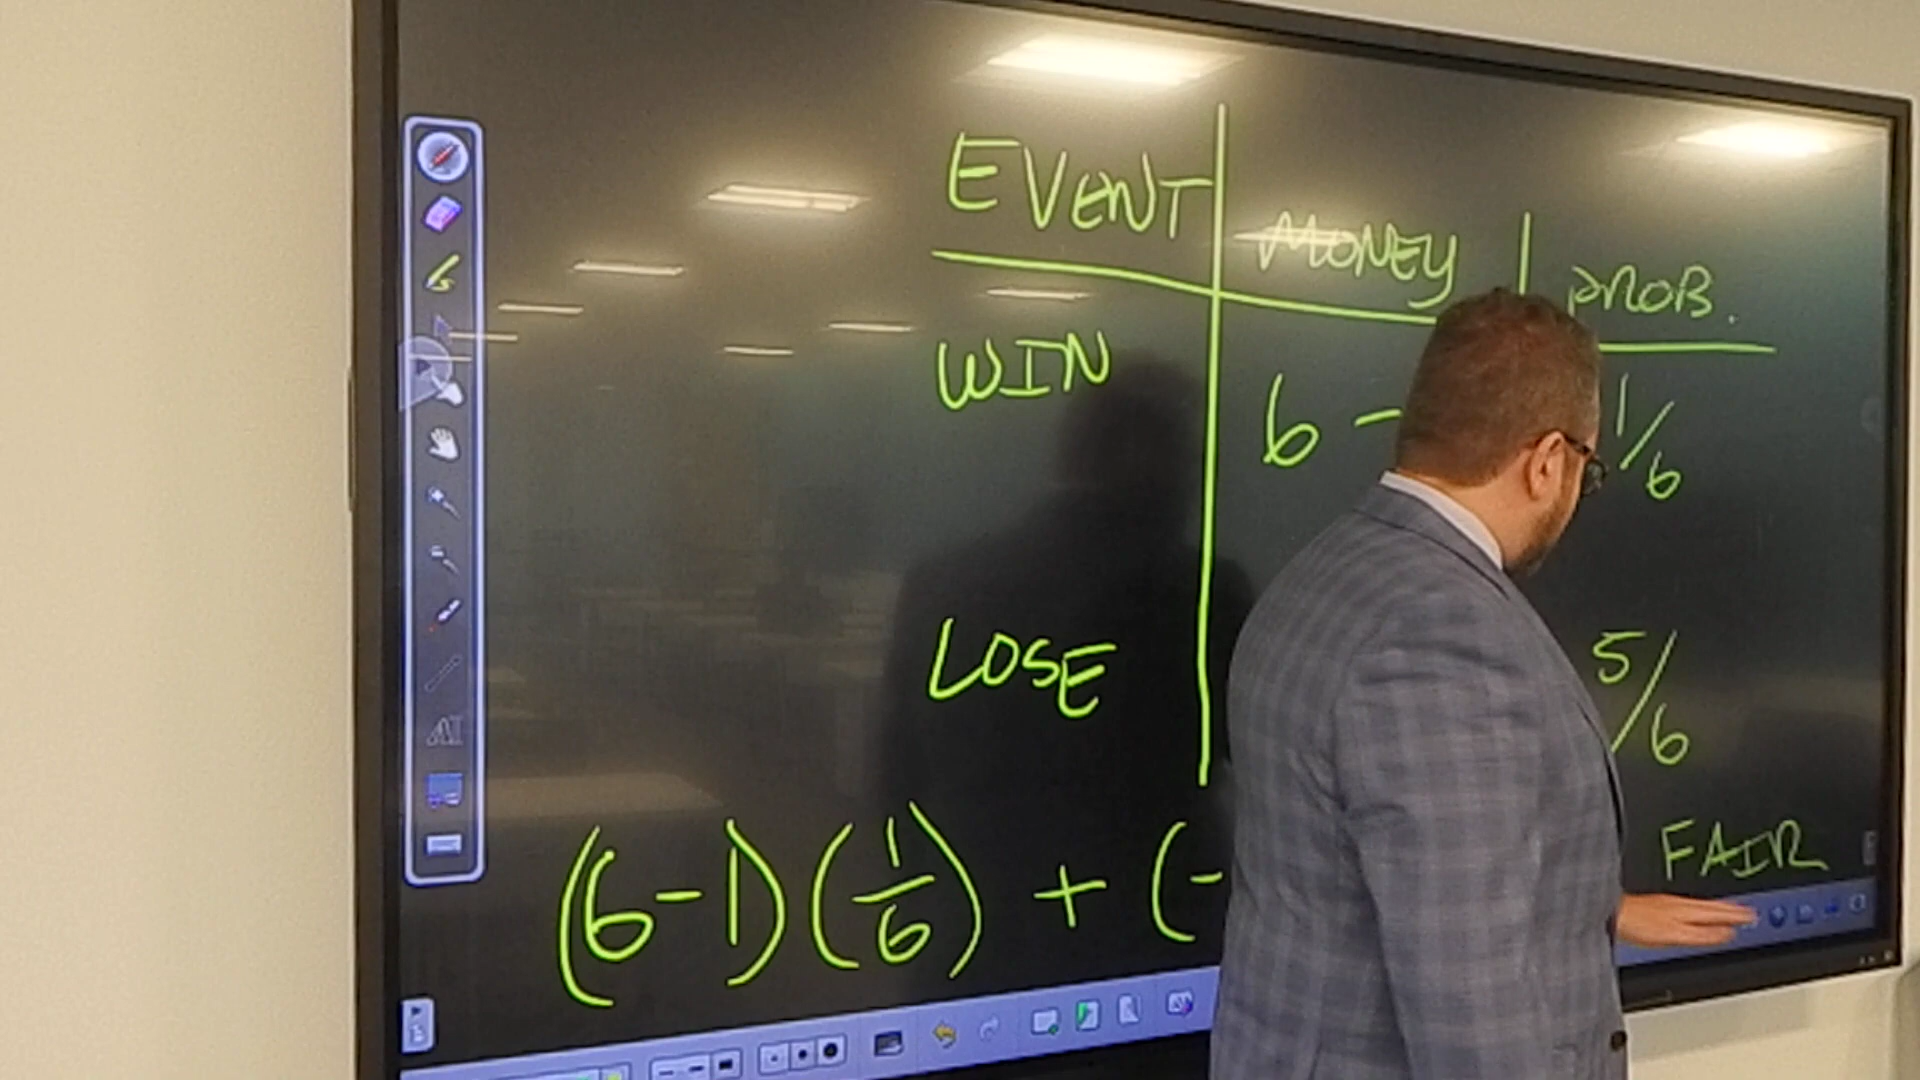 EVENT MONEY PROB.
WIN 6 - 1/6
LOSE 5/6
(6-1)(1/6) + (-
FAIR